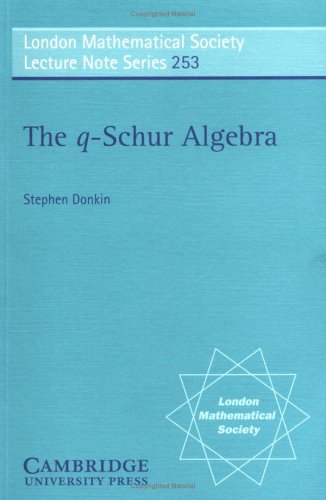 London Mathematical Society
Lecture Note Series 253
The q-Schur Algebra
Stephen Donkin
London
Mathematical
Society
CAMBRIDGE
UNIVERSITY PRESS